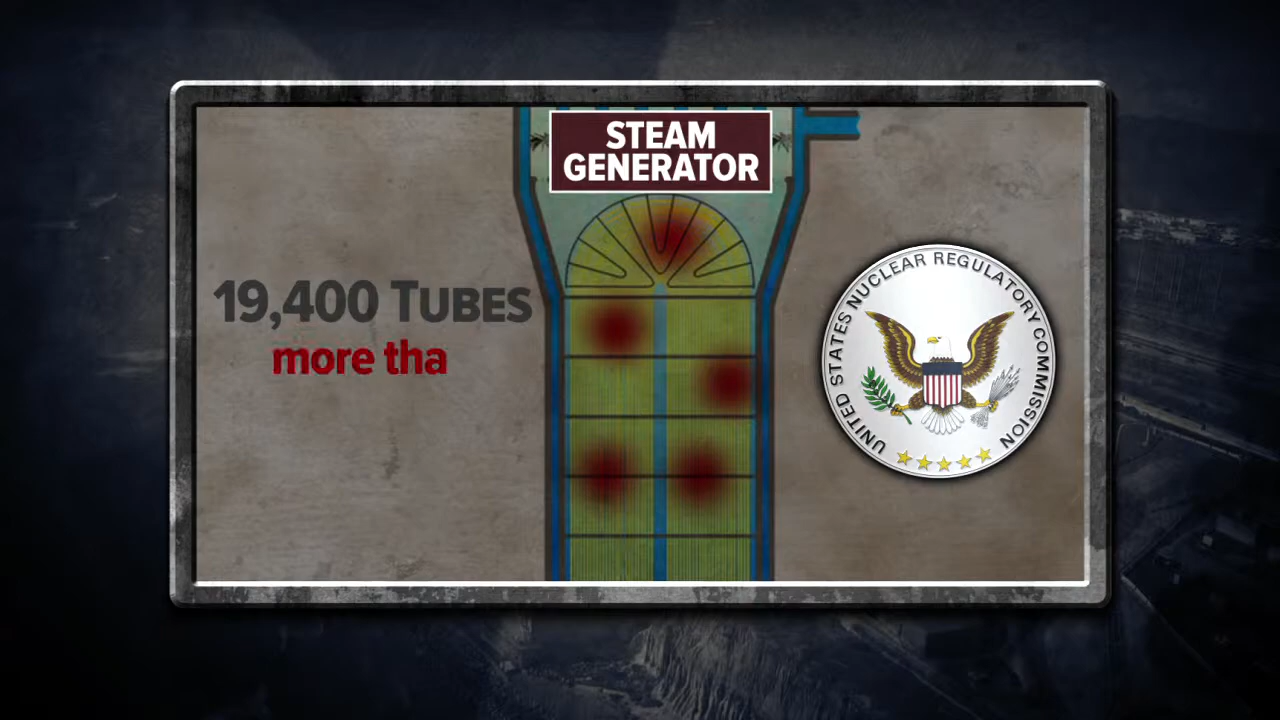 STEAM
GENERATOR
19,400 TUBES
more tha
UNITED STATES NUCLEAR REGULATORY COMMISSION